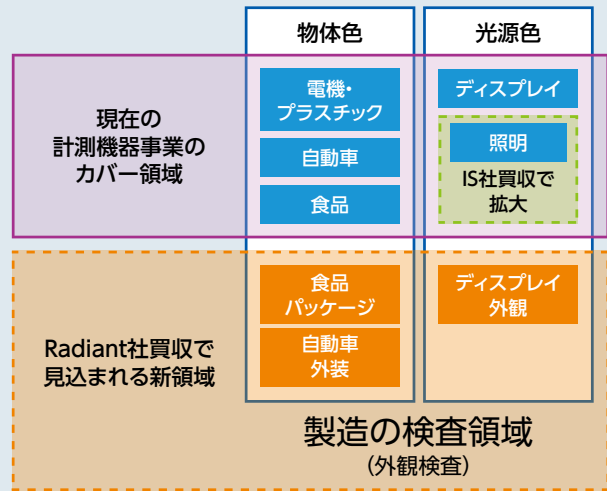 物体色
光源色
現在の
計測機器事業の
カバー領域
電機・
プラスチック
自動車
食品
ディスプレイ
照明
IS社買収で
拡大
Radiant社買収で
見込まれる新領域
食品
パッケージ
自動車
外装
ディスプレイ
外観
製造の検査領域
(外観検査)